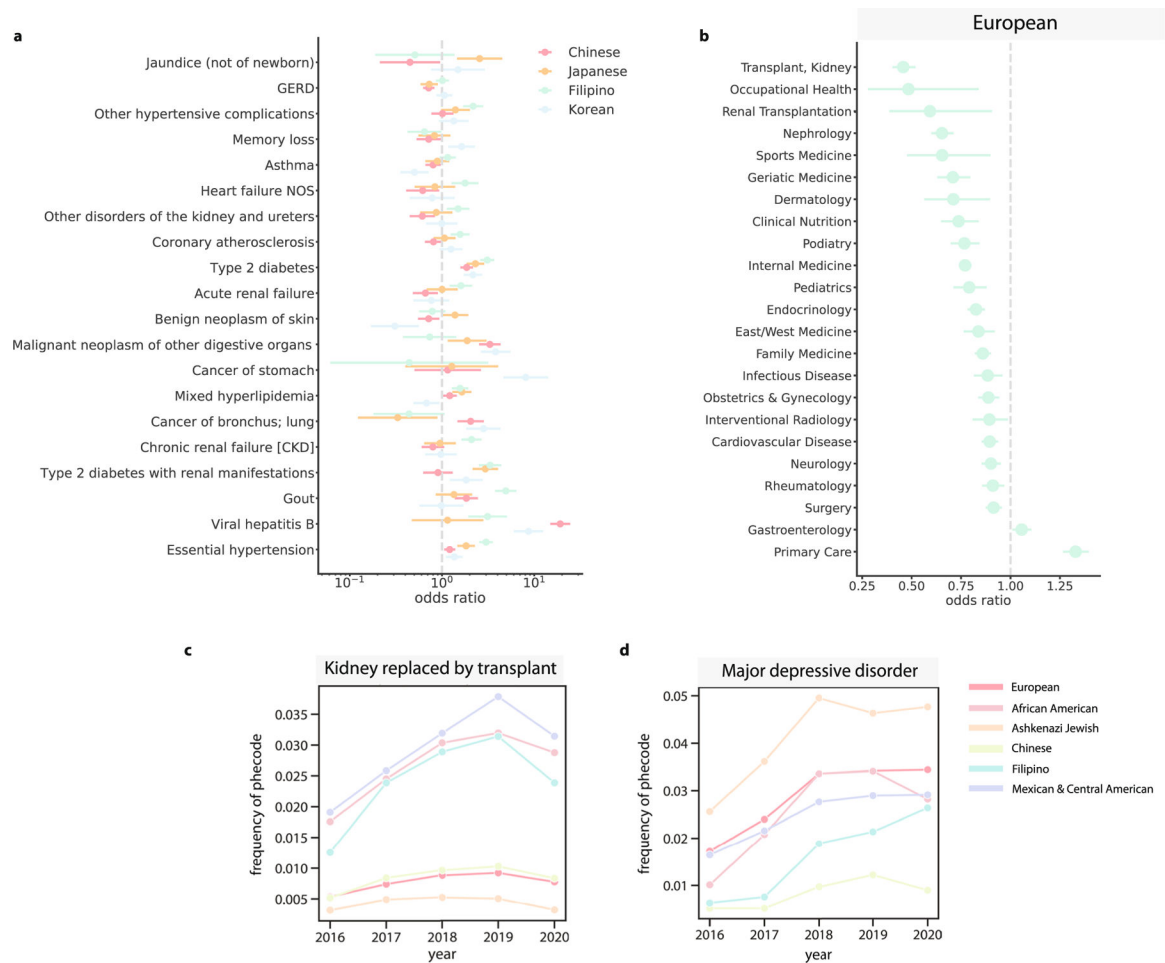 a
Jaundice (not of newborn)
GERD
Other hypertensive complications
Memory loss
Asthma
Heart failure NOS
Other disorders of the kidney and ureters
Coronary atherosclerosis
Type 2 diabetes
Acute renal failure
Benign neoplasm of skin
Malignant neoplasm of other digestive organs
Cancer of stomach
Mixed hyperlipidemia
Cancer of bronchus; lung
Chronic renal failure [CKD]
Type 2 diabetes with renal manifestations
Gout
Viral hepatitis B
Essential hypertension
Chinese
Japanese
Filipino
Korean
10⁻¹ 10⁰ 10¹
odds ratio
b
European
Transplant, Kidney
Occupational Health
Renal Transplantation
Nephrology
Sports Medicine
Geriatic Medicine
Dermatology
Clinical Nutrition
Podiatry
Internal Medicine
Pediatrics
Endocrinology
East/West Medicine
Family Medicine
Infectious Disease
Obstetrics & Gynecology
Interventional Radiology
Cardiovascular Disease
Neurology
Rheumatology
Surgery
Gastroenterology
Primary Care
0.25 0.50 0.75 1.00 1.25
odds ratio
c
Kidney replaced by transplant
frequency of phecode
0.035
0.030
0.025
0.020
0.015
0.010
0.005
2016 2017 2018 2019 2020
year
d
Major depressive disorder
frequency of phecode
0.05
0.04
0.03
0.02
0.01
2016 2017 2018 2019 2020
year
European
African American
Ashkenazi Jewish
Chinese
Filipino
Mexican & Central American